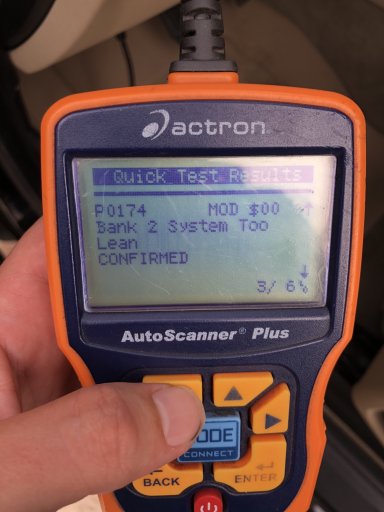 actron
Quick Test Results
P0174 MOD $00
Bank 2 System Too
Lean
CONFIRMED
3/ 6
AutoScanner® Plus
CONNECT
BACK
ENTER